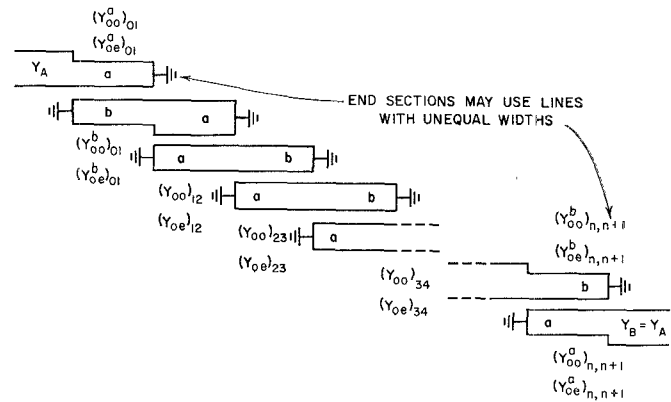 (Y^a_oo)_01
(Y^a_oe)_01
Y_A a
END SECTIONS MAY USE LINES
WITH UNEQUAL WIDTHS
b a
(Y^b_oo)_01
(Y^b_oe)_01
a b
(Y_oo)_12
(Y_oe)_12
a b
(Y_oo)_23
(Y_oe)_23
a
(Y^b_oo)_n,n+1
(Y^b_oe)_n,n+1
(Y_oo)_34
(Y_oe)_34
b
a Y_B = Y_A
(Y^a_oo)_n,n+1
(Y^a_oe)_n,n+1